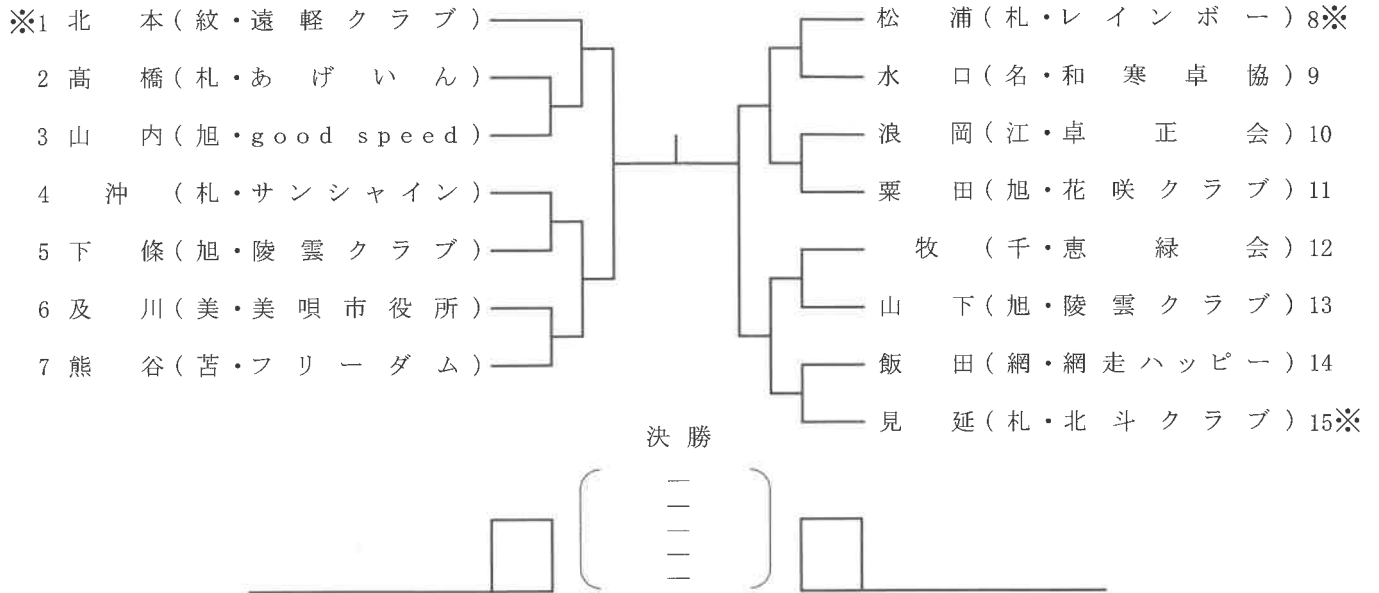 ※1 北本(紋・遠軽クラブ)
2 髙橋(札・あげいん)
3 山内(旭・good speed)
4 沖(札・サンシャイン)
5 下條(旭・陵雲クラブ)
6 及川(美・美唄市役所)
7 熊谷(苫・フリーダム)
松浦(札・レインボー)8※
水口(名・和寒卓協)9
浪岡(江・卓正会)10
粟田(旭・花咲クラブ)11
牧(千・恵緑会)12
山下(旭・陵雲クラブ)13
飯田(網・網走ハッピー)14
見延(札・北斗クラブ)15※
決勝